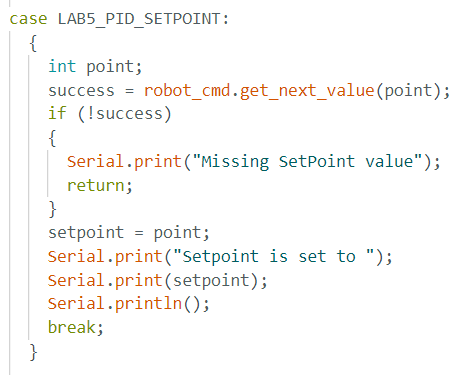 case LAB5_PID_SETPOINT:
{
int point;
success = robot_cmd.get_next_value(point);
if (!success)
{
Serial.print("Missing SetPoint value");
return;
}
setpoint = point;
Serial.print("Setpoint is set to ");
Serial.print(setpoint);
Serial.println();
break;
}